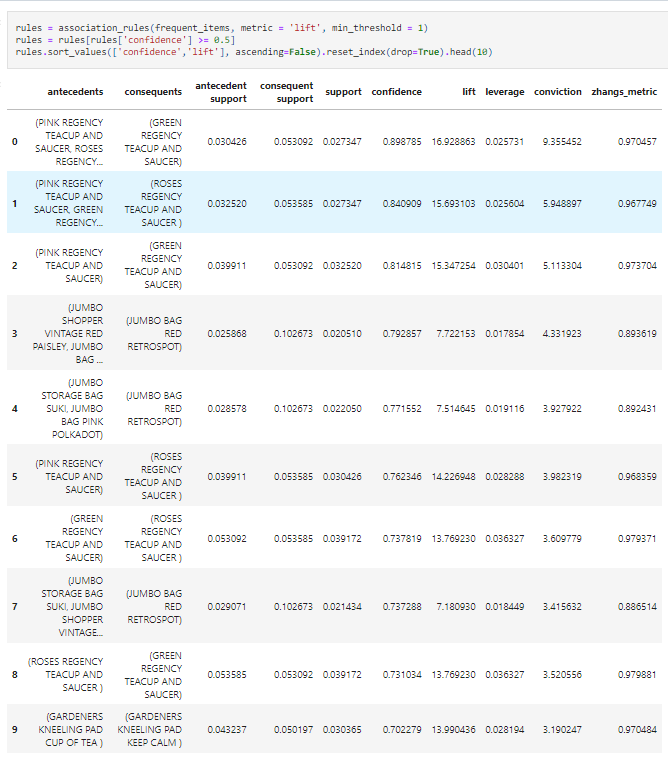 rules = association_rules(frequent_items, metric = 'lift', min_threshold = 1)
rules = rules[rules['confidence'] >= 0.5]
rules.sort_values(['confidence','lift'], ascending=False).reset_index(drop=True).head(10)
antecedents consequents antecedent support consequent support support confidence lift leverage conviction zhangs_metric
0 (PINK REGENCY TEACUP AND SAUCER, ROSES REGENCY... (GREEN REGENCY TEACUP AND SAUCER) 0.030426 0.053092 0.027347 0.898785 16.928863 0.025731 9.355452 0.970457
1 (PINK REGENCY TEACUP AND SAUCER, GREEN REGENCY... (ROSES REGENCY TEACUP AND SAUCER ) 0.032520 0.053585 0.027347 0.840909 15.693103 0.025604 5.948897 0.967749
2 (PINK REGENCY TEACUP AND SAUCER) (GREEN REGENCY TEACUP AND SAUCER) 0.039911 0.053092 0.032520 0.814815 15.347254 0.030401 5.113304 0.973704
3 (JUMBO SHOPPER VINTAGE RED PAISLEY, JUMBO BAG ... (JUMBO BAG RED RETROSPOT) 0.025868 0.102673 0.020510 0.792857 7.722153 0.017854 4.331923 0.893619
4 (JUMBO STORAGE BAG SUKI, JUMBO BAG PINK POLKADOT) (JUMBO BAG RED RETROSPOT) 0.028578 0.102673 0.022050 0.771552 7.514645 0.019116 3.927922 0.892431
5 (PINK REGENCY TEACUP AND SAUCER) (ROSES REGENCY TEACUP AND SAUCER ) 0.039911 0.053585 0.030426 0.762346 14.226948 0.028288 3.982319 0.968359
6 (GREEN REGENCY TEACUP AND SAUCER) (ROSES REGENCY TEACUP AND SAUCER ) 0.053092 0.053585 0.039172 0.737819 13.769230 0.036327 3.609779 0.979371
7 (JUMBO STORAGE BAG SUKI, JUMBO SHOPPER VINTAGE... (JUMBO BAG RED RETROSPOT) 0.029071 0.102673 0.021434 0.737288 7.180930 0.018449 3.415632 0.886514
8 (ROSES REGENCY TEACUP AND SAUCER ) (GREEN REGENCY TEACUP AND SAUCER) 0.053585 0.053092 0.039172 0.731034 13.769230 0.036327 3.520556 0.979881
9 (GARDENERS KNEELING PAD CUP OF TEA ) (GARDENERS KNEELING PAD KEEP CALM ) 0.043237 0.050197 0.030365 0.702279 13.990436 0.028194 3.190247 0.970484